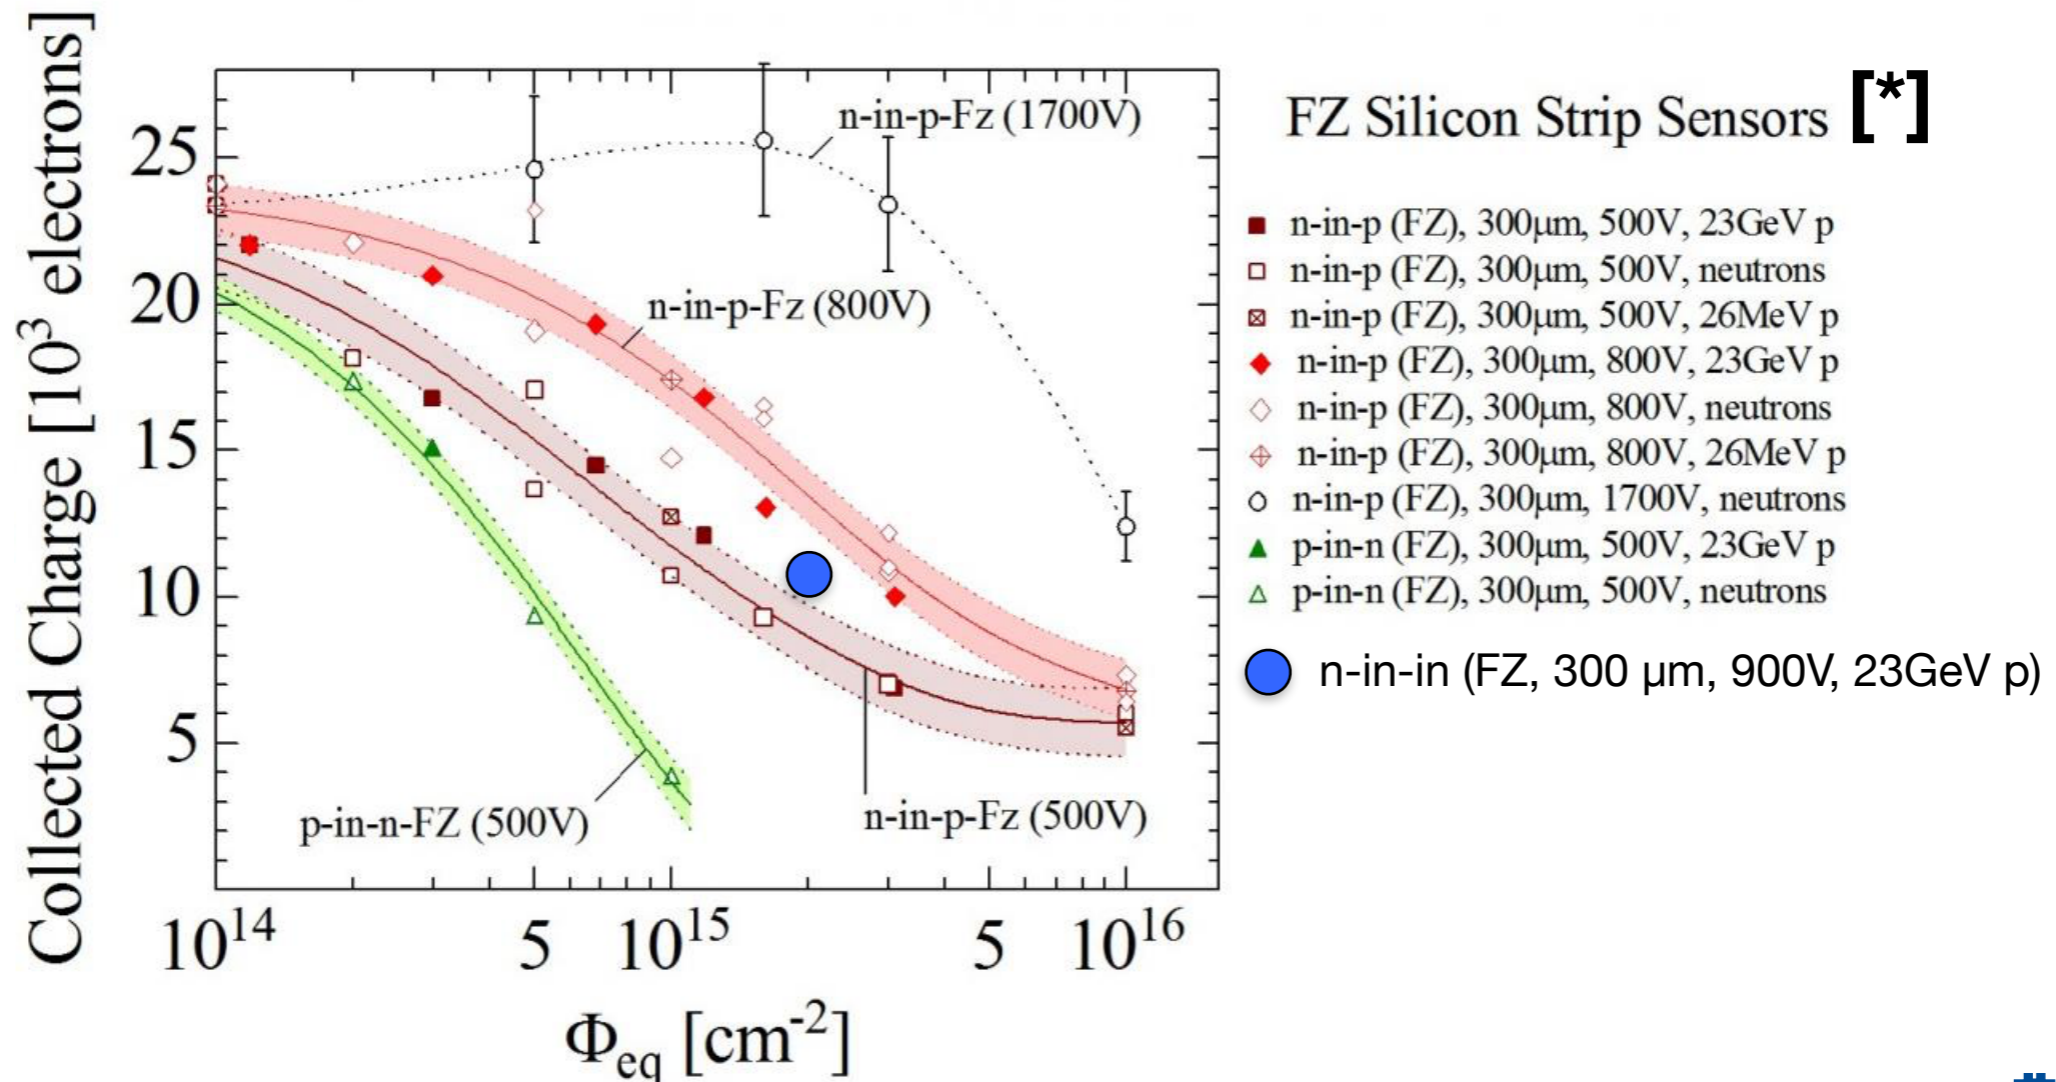 Collected Charge [10³ electrons]
25
20
15
10
5
10¹⁴
5
10¹⁵
5
10¹⁶
Φeq [cm⁻²]
n-in-p-Fz (1700V)
n-in-p-Fz (800V)
p-in-n-FZ (500V)
n-in-p-Fz (500V)
FZ Silicon Strip Sensors [*]
n-in-p (FZ), 300μm, 500V, 23GeV p
n-in-p (FZ), 300μm, 500V, neutrons
n-in-p (FZ), 300μm, 500V, 26MeV p
n-in-p (FZ), 300μm, 800V, 23GeV p
n-in-p (FZ), 300μm, 800V, neutrons
n-in-p (FZ), 300μm, 800V, 26MeV p
n-in-p (FZ), 300μm, 1700V, neutrons
p-in-n (FZ), 300μm, 500V, 23GeV p
p-in-n (FZ), 300μm, 500V, neutrons
n-in-in (FZ, 300 μm, 900V, 23GeV p)